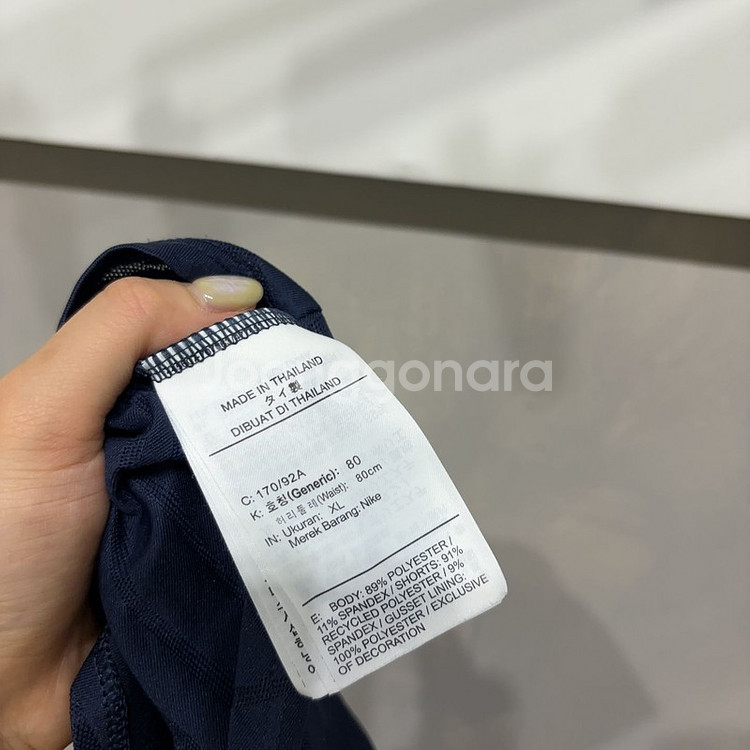 Joonggonara
MADE IN THAILAND
タイ製
DIBUAT DI THAILAND
C: 170/92A
K: 호칭(Generic): 80
허리둘레(Waist): 80cm
IN: Ukuran: XL
Merek Barang: Nike
E: BODY: 89% POLYESTER/
11% SPANDEX / SHORTS: 91%
RECYCLED POLYESTER / 9%
SPANDEX / GUSSET LINING:
100% POLYESTER / EXCLUSIVE
OF DECORATION